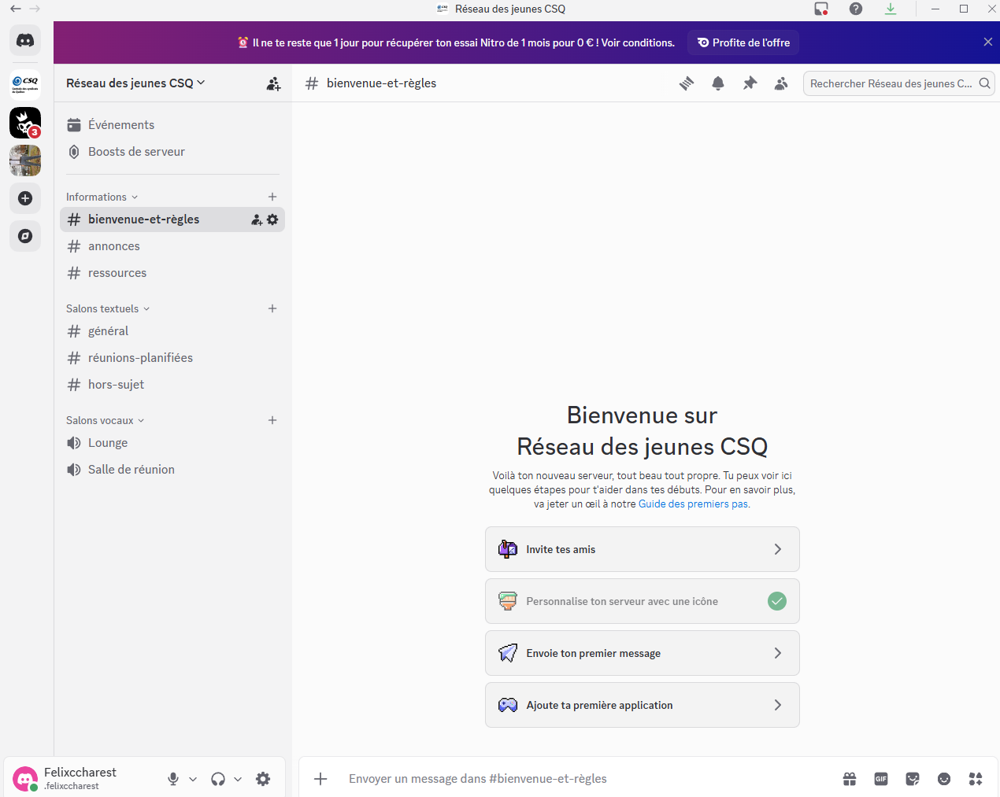 Réseau des jeunes CSQ
⏰ Il ne te reste que 1 jour pour récupérer ton essai Nitro de 1 mois pour 0 € ! Voir conditions.
Profite de l'offre
CSQ
Centrale des syndicats
du Québec
3
Réseau des jeunes CSQ
bienvenue-et-règles
Rechercher Réseau des jeunes C...
Événements
Boosts de serveur
Informations
bienvenue-et-règles
annonces
ressources
Salons textuels
général
réunions-planifiées
hors-sujet
Salons vocaux
Lounge
Salle de réunion
Bienvenue sur
Réseau des jeunes CSQ
Voilà ton nouveau serveur, tout beau tout propre. Tu peux voir ici
quelques étapes pour t'aider dans tes débuts. Pour en savoir plus,
va jeter un œil à notre Guide des premiers pas.
Invite tes amis
Personnalise ton serveur avec une icône
Envoie ton premier message
Ajoute ta première application
Felixccharest
.felixccharest
Envoyer un message dans #bienvenue-et-règles
GIF